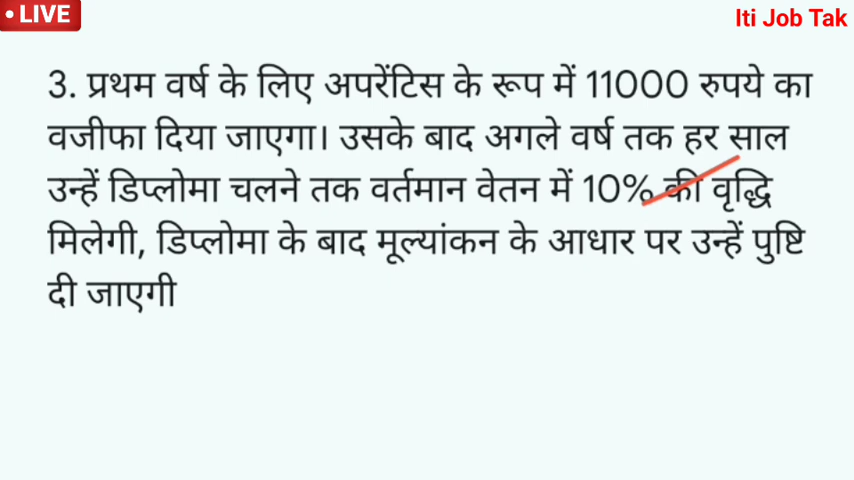 • LIVE
Iti Job Tak
3. प्रथम वर्ष के लिए अपरेंटिस के रूप में 11000 रुपये का
वजीफा दिया जाएगा। उसके बाद अगले वर्ष तक हर साल
उन्हें डिप्लोमा चलने तक वर्तमान वेतन में 10% की वृद्धि
मिलेगी, डिप्लोमा के बाद मूल्यांकन के आधार पर उन्हें पुष्टि
दी जाएगी